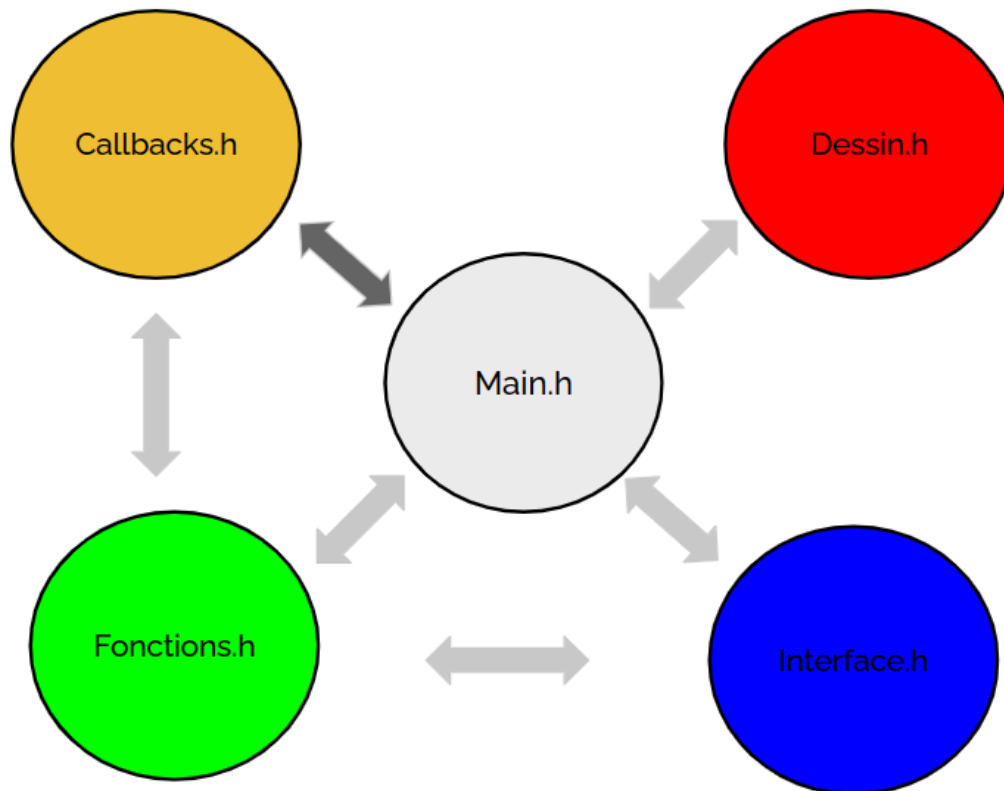 Callbacks.h
Dessin.h
Main.h
Fonctions.h
Interface.h